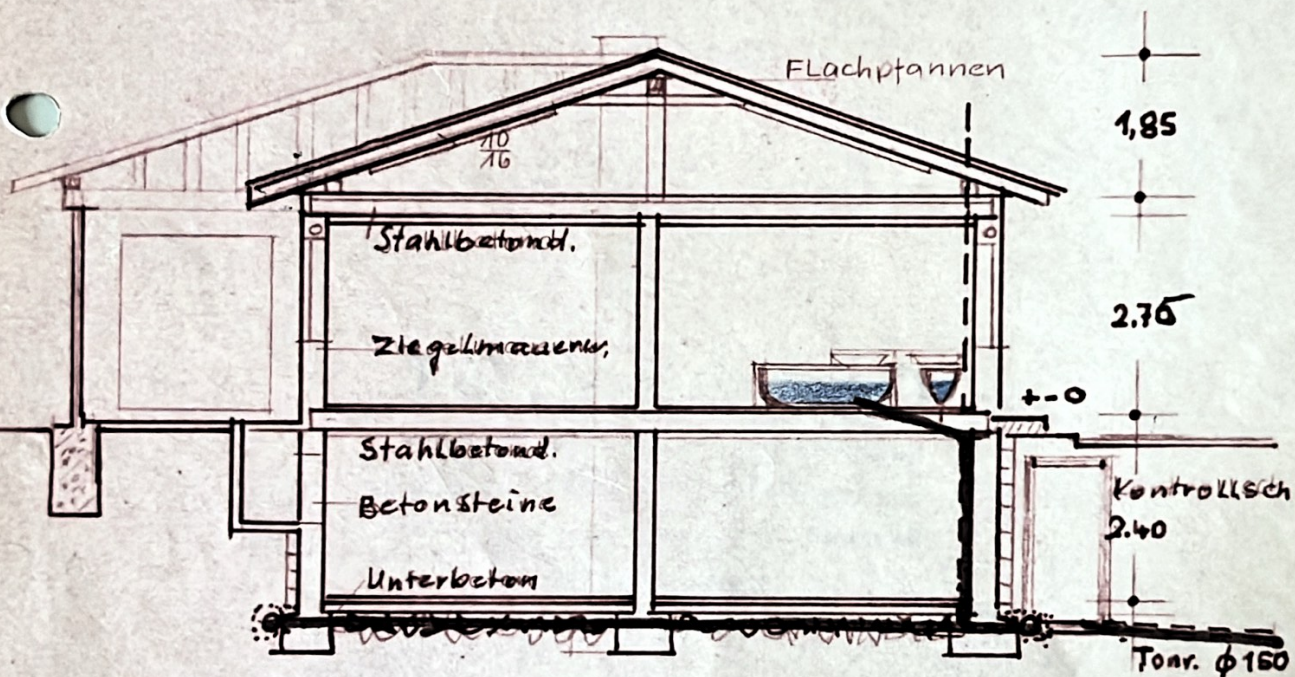 Flachpfannen
1,85
10
16
Stahlbetond.
2.75
Ziegelmauerw.
+-0
Stahlbetond.
Kontrollsch
Betonsteine
2.40
Unterbeton
Tonr. φ 150